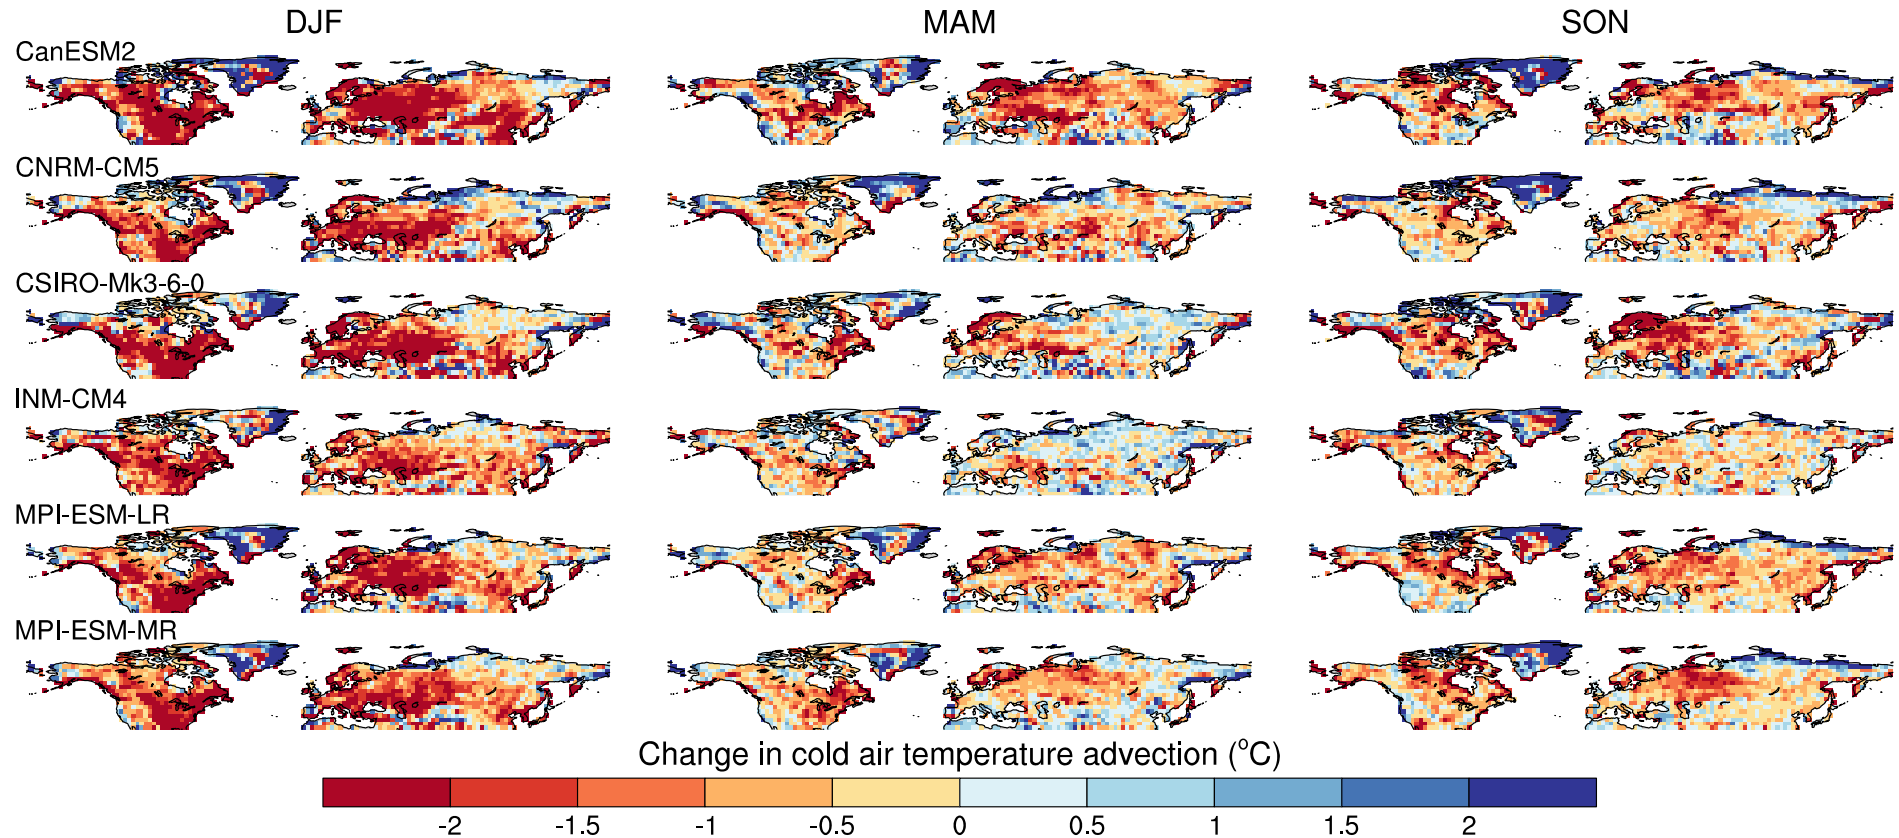 DJF MAM SON
CanESM2
CNRM-CM5
CSIRO-Mk3-6-0
INM-CM4
MPI-ESM-LR
MPI-ESM-MR
Change in cold air temperature advection (°C)
-2 -1.5 -1 -0.5 0 0.5 1 1.5 2